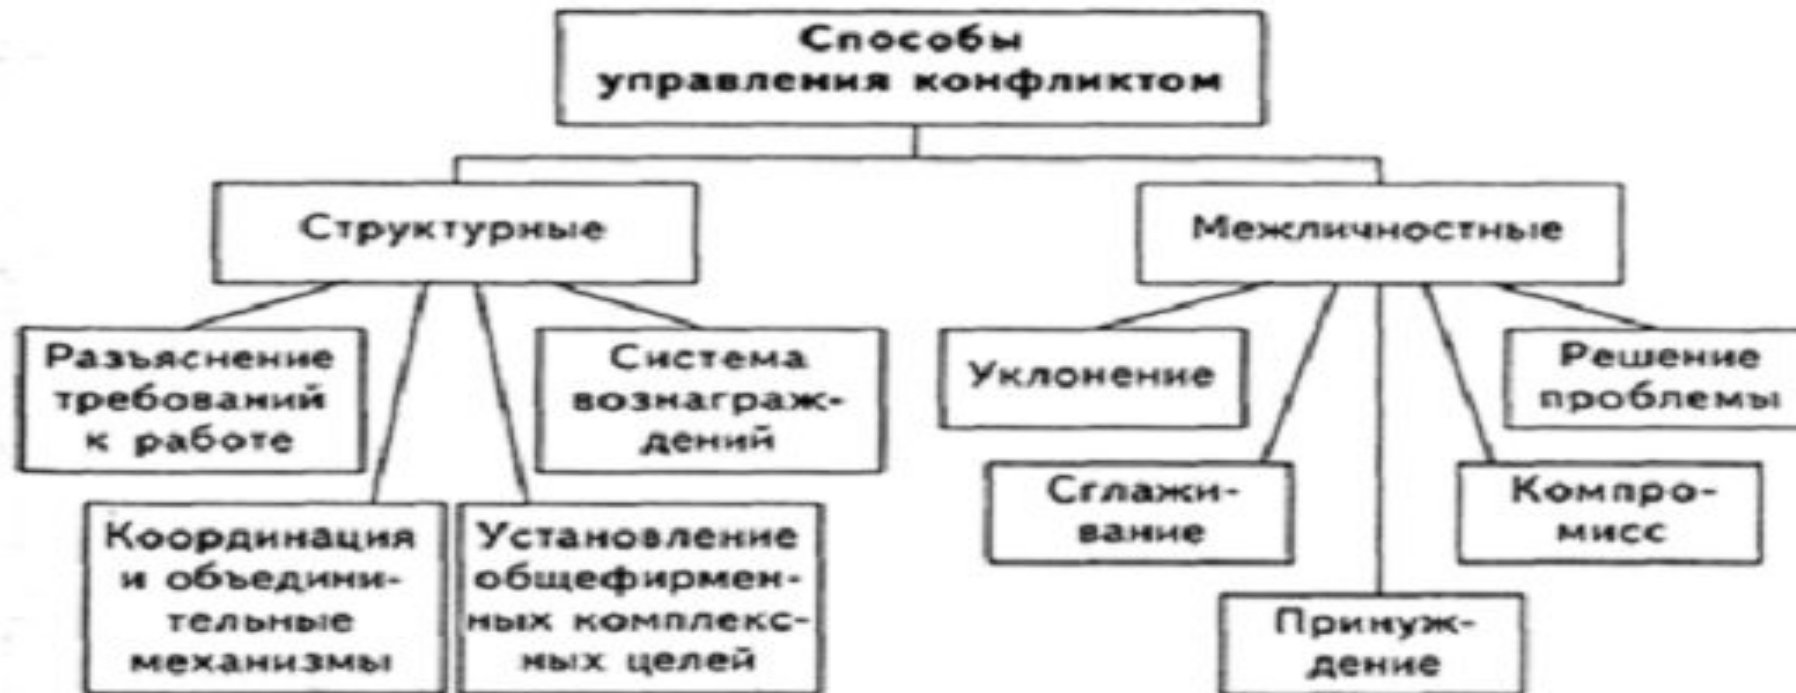 Способы
управления конфликтом
Структурные
Межличностные
Разъяснение
требований
к работе
Система
вознаграж-
дений
Координация
и объедини-
тельные
механизмы
Установление
общефирмен-
ных комплекс-
ных целей
Уклонение
Решение
проблемы
Сглажи-
вание
Компро-
мисс
Принуж-
дение